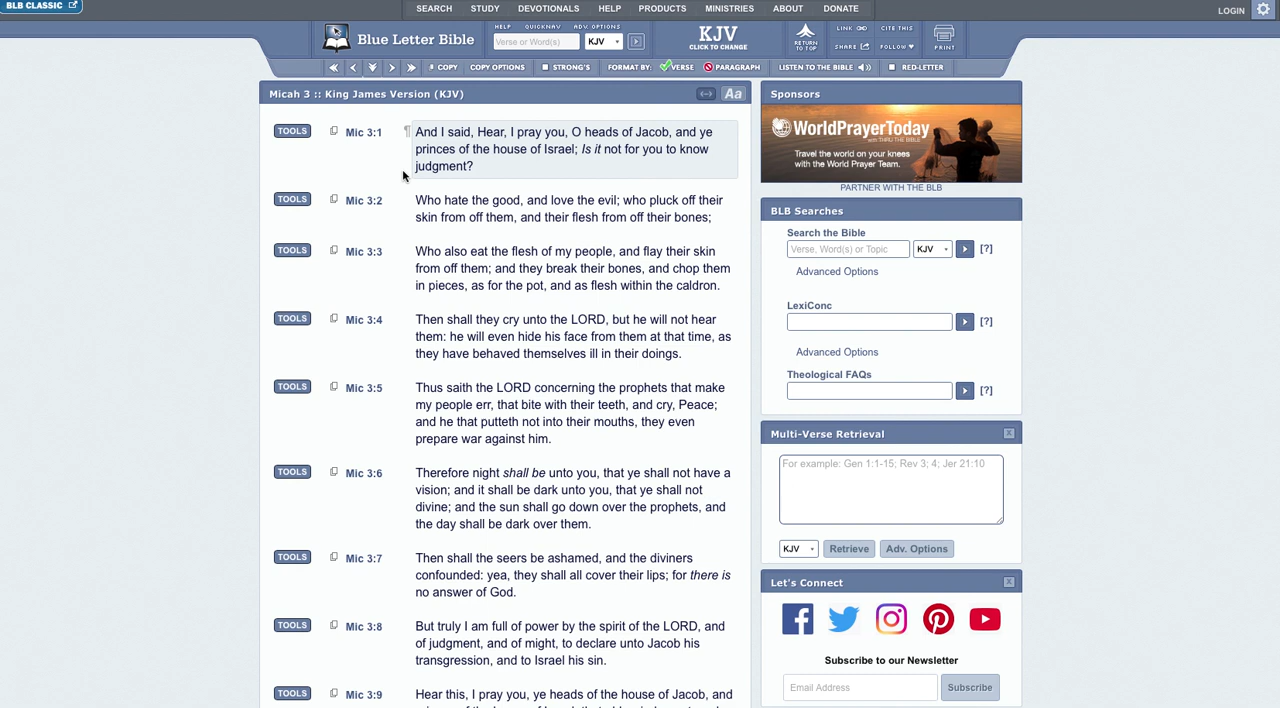 BLB CLASSIC
SEARCH STUDY DEVOTIONALS HELP PRODUCTS MINISTRIES ABOUT DONATE
LOGIN
Blue Letter Bible
HELP QUICKNAV ADV. OPTIONS
Verse or Word(s) KJV
KJV
CLICK TO CHANGE
RETURN
TO TOP
LINK CITE THIS
SHARE FOLLOW
PRINT
COPY COPY OPTIONS STRONG'S FORMAT BY: VERSE PARAGRAPH LISTEN TO THE BIBLE RED-LETTER
Micah 3 :: King James Version (KJV)
Aa
TOOLS Mic 3:1 ¶ And I said, Hear, I pray you, O heads of Jacob, and ye
princes of the house of Israel; Is it not for you to know
judgment?
TOOLS Mic 3:2 Who hate the good, and love the evil; who pluck off their
skin from off them, and their flesh from off their bones;
TOOLS Mic 3:3 Who also eat the flesh of my people, and flay their skin
from off them; and they break their bones, and chop them
in pieces, as for the pot, and as flesh within the caldron.
TOOLS Mic 3:4 Then shall they cry unto the LORD, but he will not hear
them: he will even hide his face from them at that time, as
they have behaved themselves ill in their doings.
TOOLS Mic 3:5 Thus saith the LORD concerning the prophets that make
my people err, that bite with their teeth, and cry, Peace;
and he that putteth not into their mouths, they even
prepare war against him.
TOOLS Mic 3:6 Therefore night shall be unto you, that ye shall not have a
vision; and it shall be dark unto you, that ye shall not
divine; and the sun shall go down over the prophets, and
the day shall be dark over them.
TOOLS Mic 3:7 Then shall the seers be ashamed, and the diviners
confounded: yea, they shall all cover their lips; for there is
no answer of God.
TOOLS Mic 3:8 But truly I am full of power by the spirit of the LORD, and
of judgment, and of might, to declare unto Jacob his
transgression, and to Israel his sin.
TOOLS Mic 3:9 Hear this, I pray you, ye heads of the house of Jacob, and
Sponsors
WorldPrayerToday
with THRU the BIBLE
Travel the world on your knees
with the World Prayer Team.
PARTNER WITH THE BLB
BLB Searches
Search the Bible
Verse, Word(s) or Topic KJV [?]
Advanced Options
LexiConc
[?]
Advanced Options
Theological FAQs
[?]
Multi-Verse Retrieval x
For example: Gen 1:1-15; Rev 3; 4; Jer 21:10
KJV Retrieve Adv. Options
Let's Connect x
Subscribe to our Newsletter
Email Address Subscribe